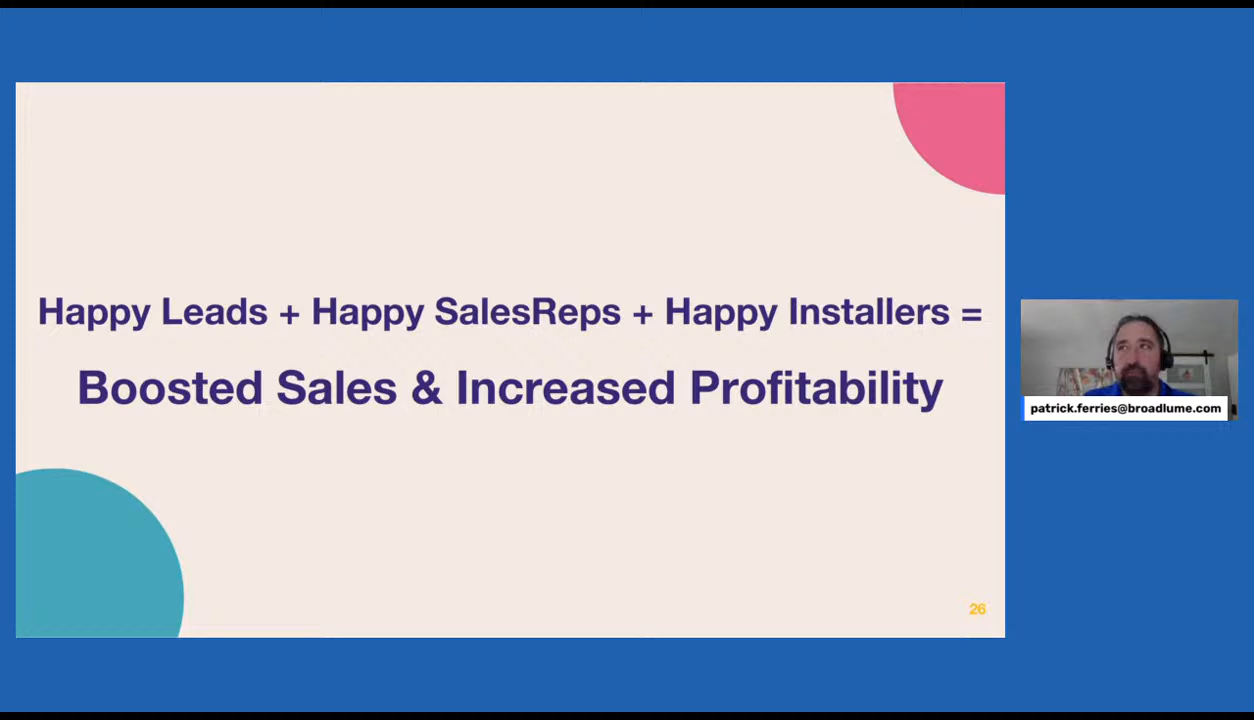 Happy Leads + Happy SalesReps + Happy Installers =
Boosted Sales & Increased Profitability
patrick.ferries@broadlume.com
26